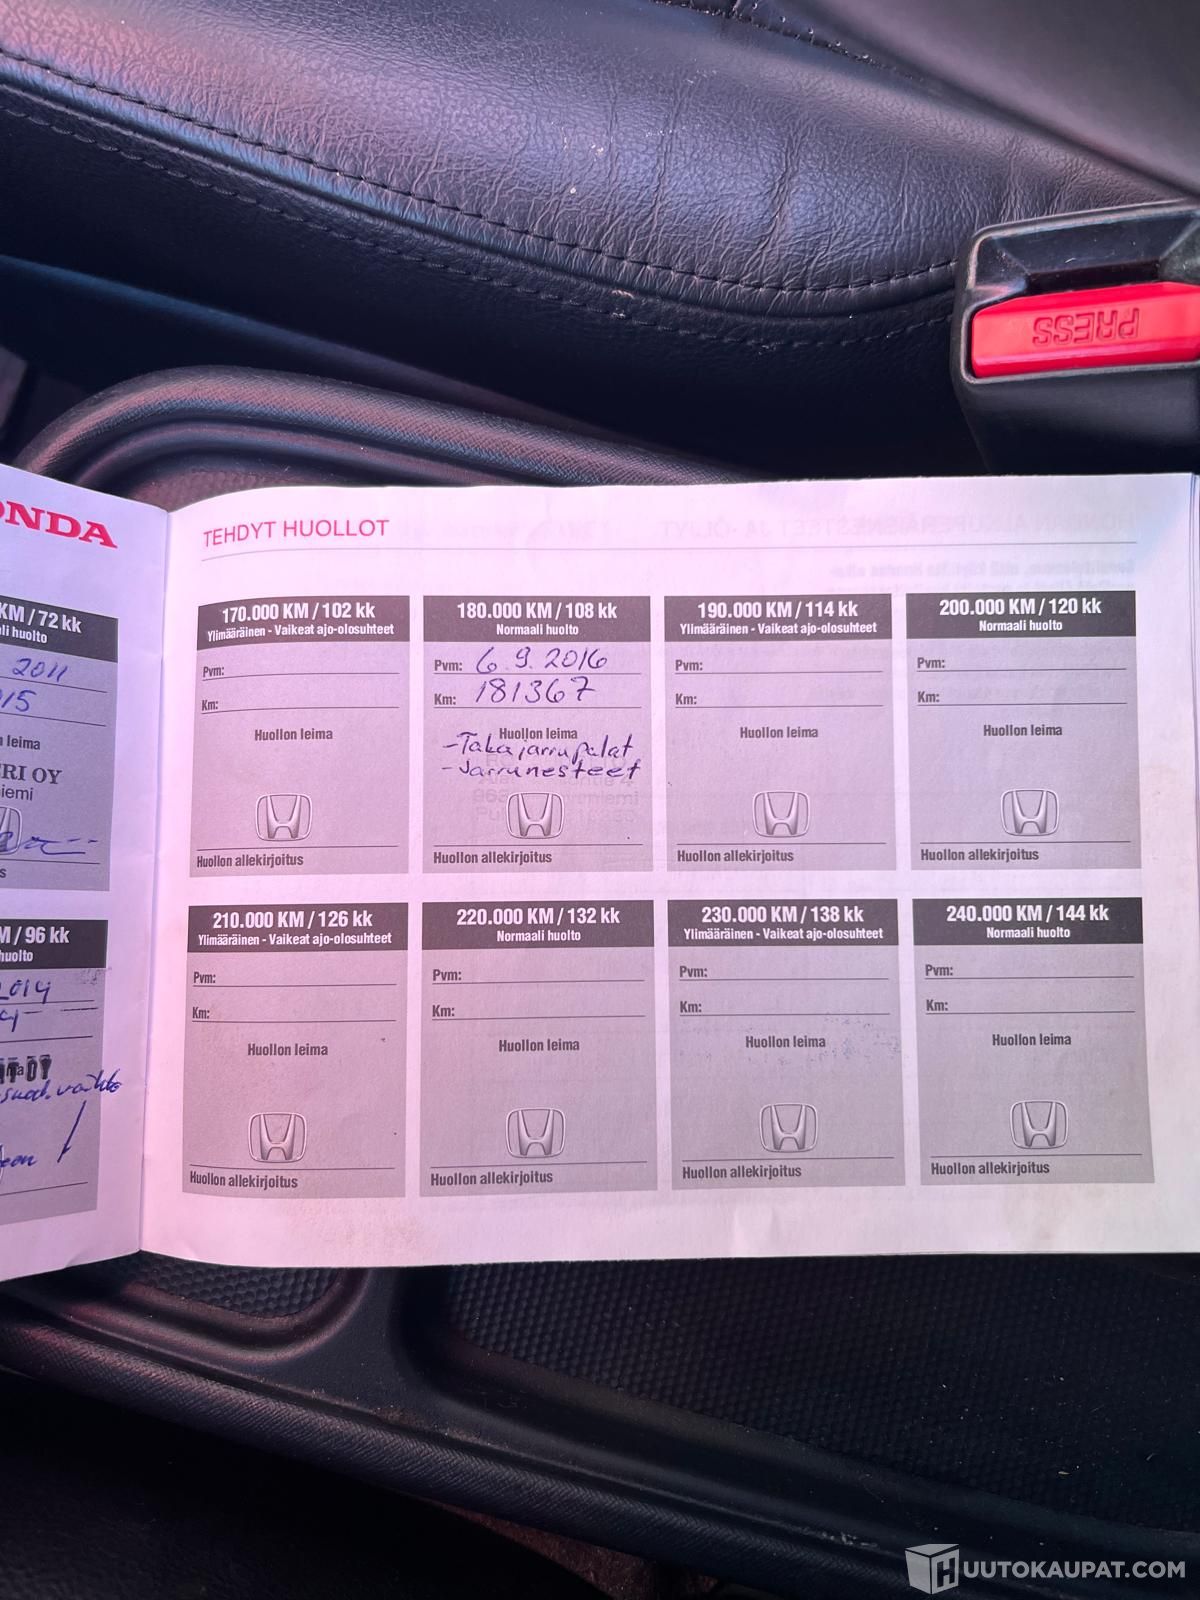 PRESS
HONDA
KM / 72 kk
2011
15
leima
RI OY
iemi
M / 96 kk
huolto
2014
vaihto
TEHDYT HUOLLOT
170.000 KM / 102 kk
Ylimääräinen - Vaikeat ajo-olosuhteet
Pvm:
Km:
Huollon leima
Huollon allekirjoitus
180.000 KM / 108 kk
Normaali huolto
Pvm: 6.9.2016
Km: 181367
Huollon leima
-Takajarrupalat
-Jarrunesteet
Huollon allekirjoitus
190.000 KM / 114 kk
Ylimääräinen - Vaikeat ajo-olosuhteet
Pvm:
Km:
Huollon leima
Huollon allekirjoitus
200.000 KM / 120 kk
Normaali huolto
Pvm:
Km:
Huollon leima
Huollon allekirjoitus
210.000 KM / 126 kk
Ylimääräinen - Vaikeat ajo-olosuhteet
Pvm:
Km:
Huollon leima
Huollon allekirjoitus
220.000 KM / 132 kk
Normaali huolto
Pvm:
Km:
Huollon leima
Huollon allekirjoitus
230.000 KM / 138 kk
Ylimääräinen - Vaikeat ajo-olosuhteet
Pvm:
Km:
Huollon leima
Huollon allekirjoitus
240.000 KM / 144 kk
Normaali huolto
Pvm:
Km:
Huollon leima
Huollon allekirjoitus
HUUTOKAUPAT.COM